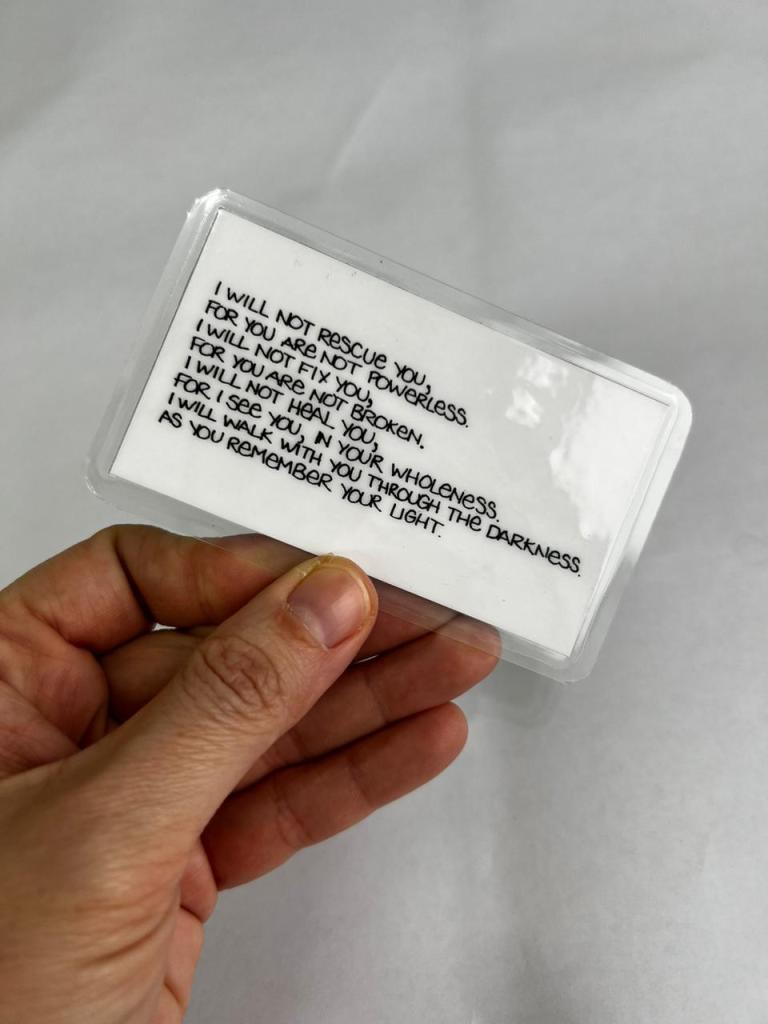 I WILL NOT RESCUE YOU,
FOR YOU ARE NOT POWERLESS.
I WILL NOT FIX YOU,
FOR YOU ARE NOT BROKEN.
I WILL NOT HEAL YOU,
FOR I SEE YOU, IN YOUR WHOLENESS.
I WILL WALK WITH YOU THROUGH THE DARKNESS.
AS YOU REMEMBER YOUR LIGHT.